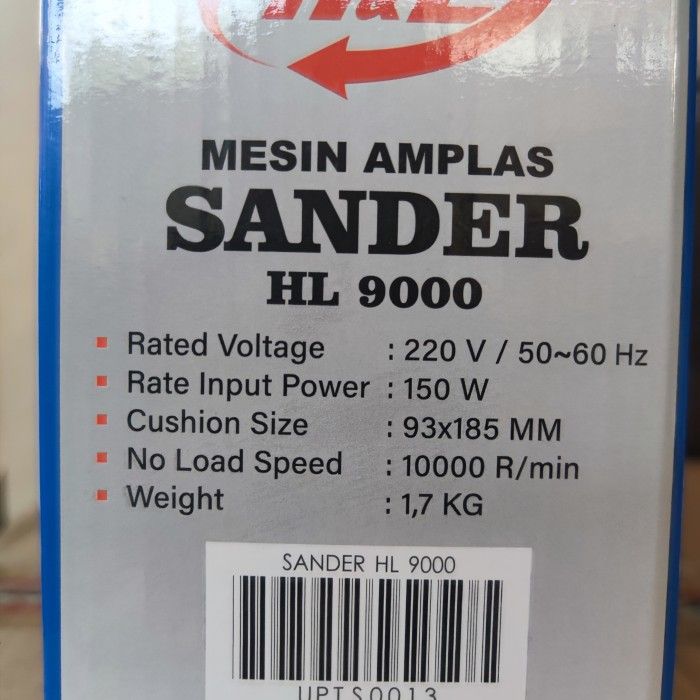 MESIN AMPLAS
SANDER
HL 9000
Rated Voltage : 220 V / 50~60 Hz
Rate Input Power : 150 W
Cushion Size : 93x185 MM
No Load Speed : 10000 R/min
Weight : 1,7 KG
SANDER HL 9000
UPTS0013